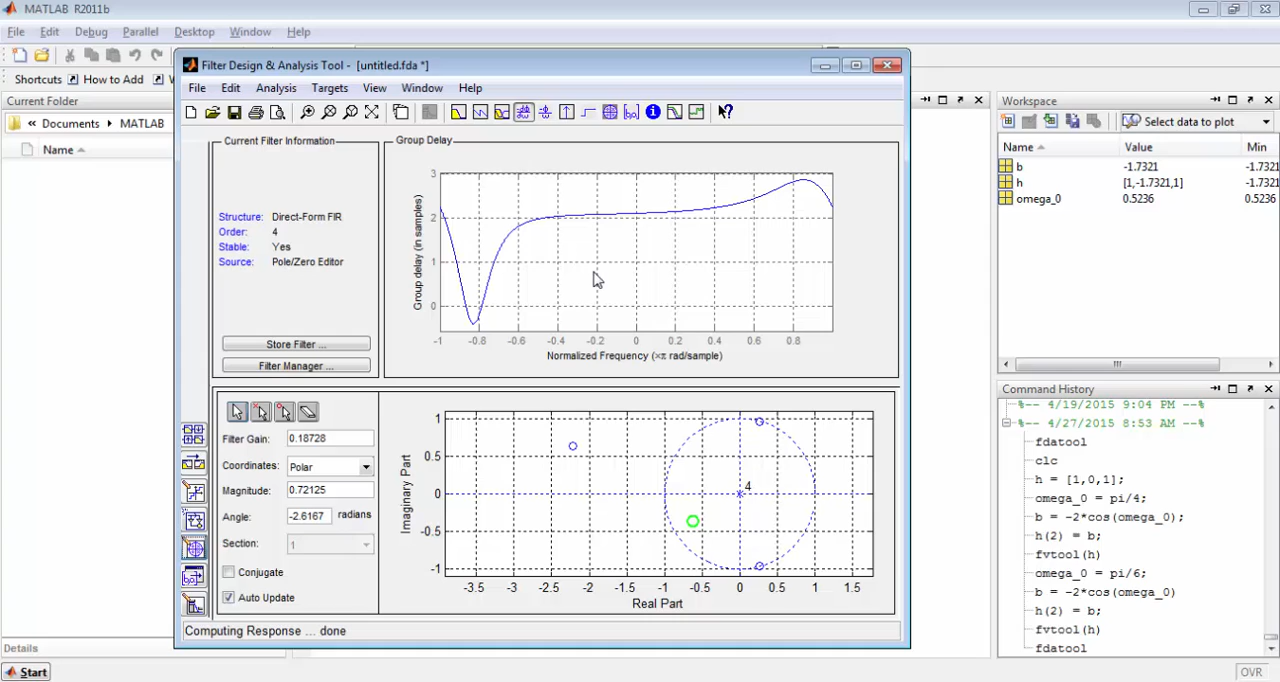 MATLAB R2011b
File Edit Debug Parallel Desktop Window Help
Shortcuts How to Add
Current Folder
« Documents MATLAB
Name
Details
Start
Filter Design & Analysis Tool - [untitled.fda *]
File Edit Analysis Targets View Window Help
Current Filter Information
Structure: Direct-Form FIR
Order: 4
Stable: Yes
Source: Pole/Zero Editor
Store Filter ...
Filter Manager ...
Group Delay
Group delay (in samples)
3
2
1
0
-1 -0.8 -0.6 -0.4 -0.2 0 0.2 0.4 0.6 0.8
Normalized Frequency (×π rad/sample)
Filter Gain: 0.18728
Coordinates: Polar
Magnitude: 0.72125
Angle: -2.6167 radians
Section: 1
Conjugate
Auto Update
Imaginary Part
1
0.5
0
-0.5
-1
4
-3.5 -3 -2.5 -2 -1.5 -1 -0.5 0 0.5 1 1.5
Real Part
Computing Response ... done
Workspace
Select data to plot
Name Value Min
b -1.7321 -1.7321
h [1,-1.7321,1] -1.7321
omega_0 0.5236 0.5236
Command History
%-- 4/19/2015 9:04 PM --%
%-- 4/27/2015 8:53 AM --%
fdatool
clc
h = [1,0,1];
omega_0 = pi/4;
b = -2*cos(omega_0);
h(2) = b;
fvtool(h)
omega_0 = pi/6;
b = -2*cos(omega_0)
h(2) = b;
fvtool(h)
fdatool
OVR